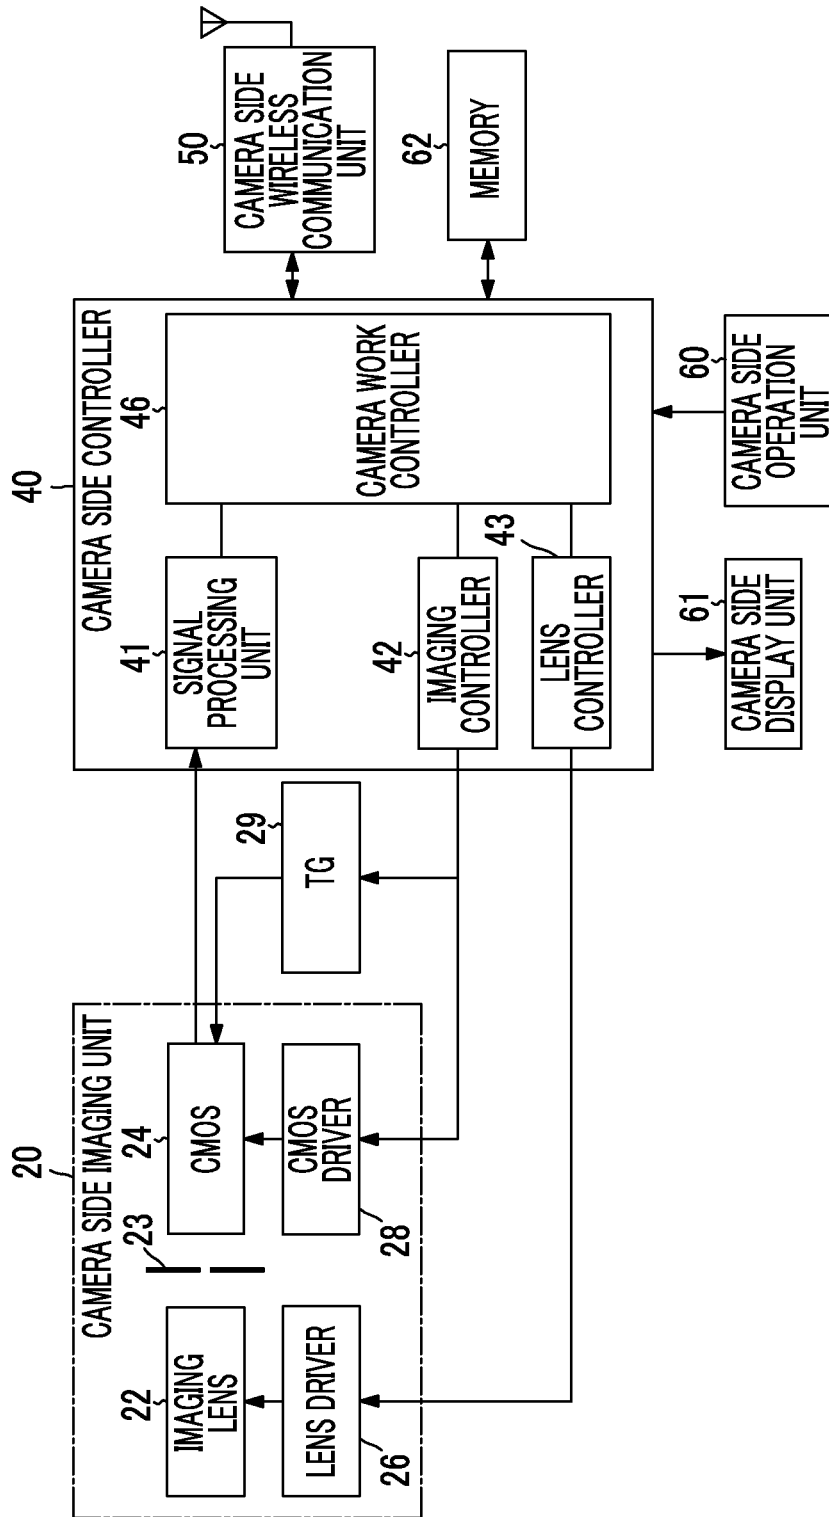 20
CAMERA SIDE IMAGING UNIT
22
IMAGING
LENS
23
24
CMOS
LENS DRIVER
26
CMOS
DRIVER
28
29
TG
40
CAMERA SIDE CONTROLLER
41
SIGNAL
PROCESSING
UNIT
42
IMAGING
CONTROLLER
43
LENS
CONTROLLER
46
CAMERA WORK
CONTROLLER
50
CAMERA SIDE
WIRELESS
COMMUNICATION
UNIT
62
MEMORY
61
CAMERA SIDE
DISPLAY UNIT
60
CAMERA SIDE
OPERATION
UNIT